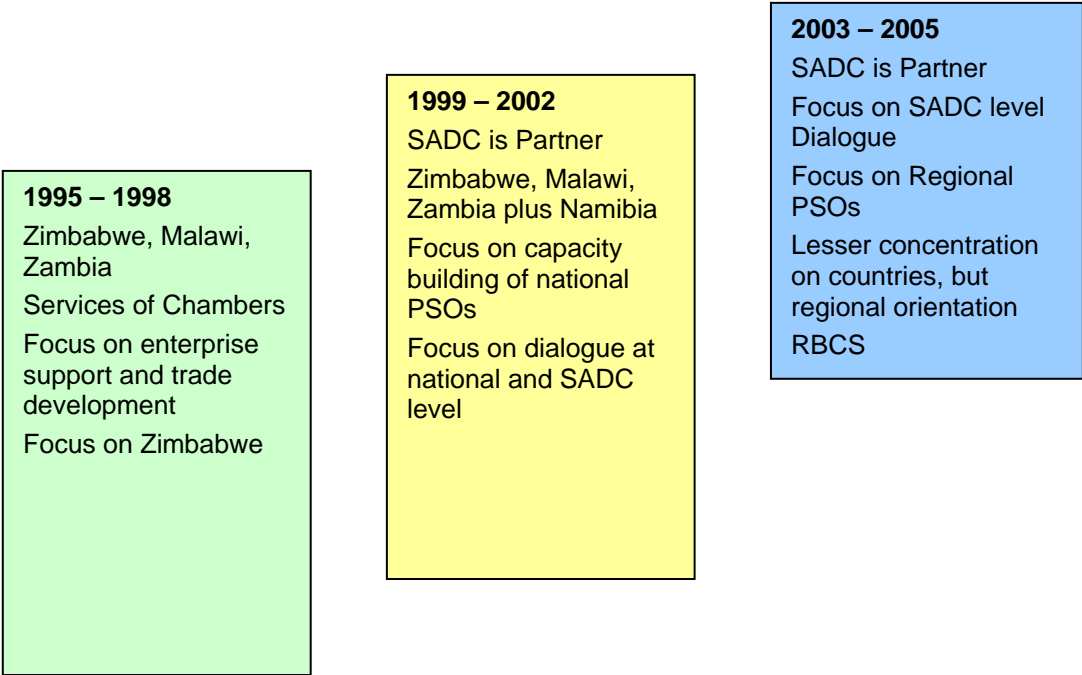 1995 – 1998
Zimbabwe, Malawi,
Zambia
Services of Chambers
Focus on enterprise
support and trade
development
Focus on Zimbabwe
1999 – 2002
SADC is Partner
Zimbabwe, Malawi,
Zambia plus Namibia
Focus on capacity
building of national
PSOs
Focus on dialogue at
national and SADC
level
2003 – 2005
SADC is Partner
Focus on SADC level
Dialogue
Focus on Regional
PSOs
Lesser concentration
on countries, but
regional orientation
RBCS